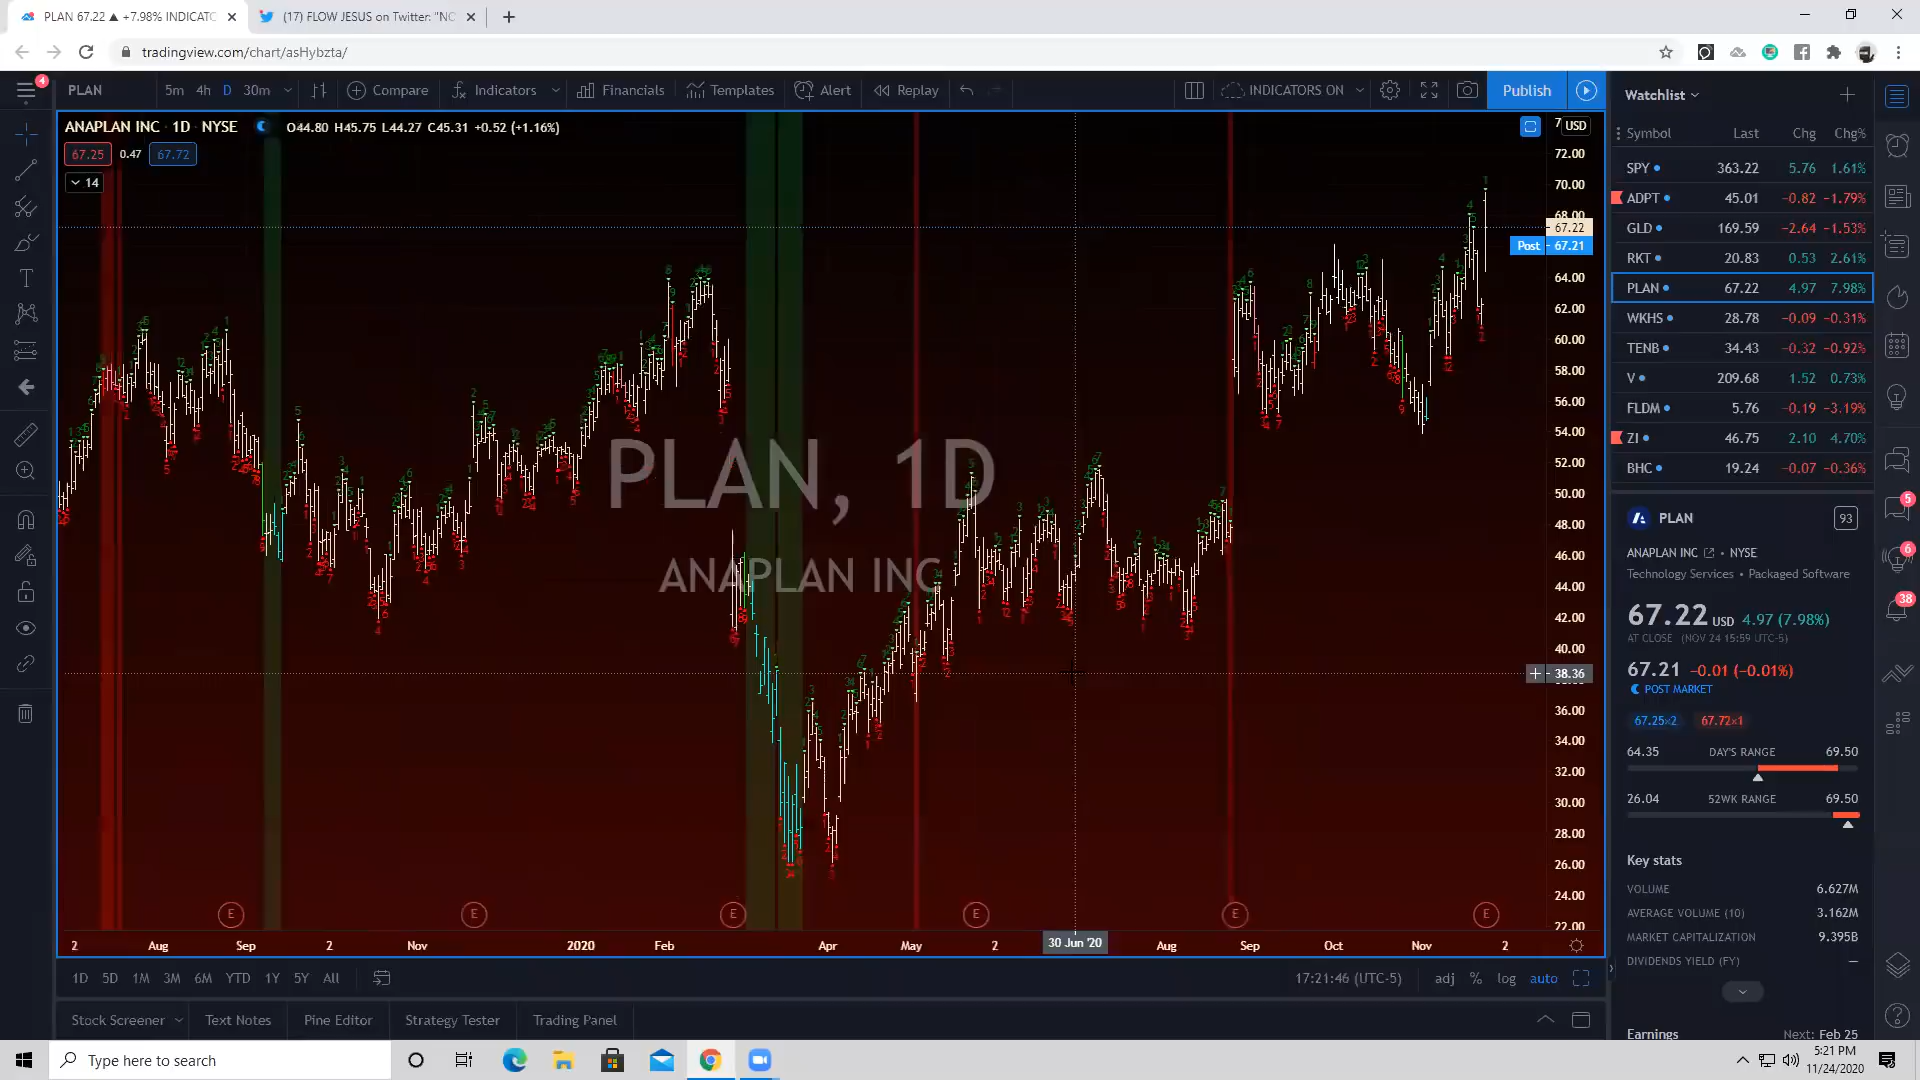 PLAN 67.22 ▲ +7.98% INDICATO
(17) FLOW JESUS on Twitter: "NO
tradingview.com/chart/asHybzta/
4
PLAN 5m 4h D 30m Compare Indicators Financials Templates Alert Replay INDICATORS ON Publish
ANAPLAN INC · 1D · NYSE O44.80 H45.75 L44.27 C45.31 +0.52 (+1.16%)
67.25 0.47 67.72
14
USD
72.00
70.00
68.00
67.22
Post 67.21
64.00
62.00
60.00
58.00
56.00
54.00
52.00
50.00
48.00
46.00
44.00
42.00
40.00
38.36
36.00
34.00
32.00
30.00
28.00
26.00
24.00
22.00
PLAN, 1D
ANAPLAN INC
E E E E E E
2 Aug Sep 2 Nov 2020 Feb Apr May 2 30 Jun '20 Aug Sep Oct Nov 2
1D 5D 1M 3M 6M YTD 1Y 5Y All
17:21:46 (UTC-5) adj % log auto
Stock Screener Text Notes Pine Editor Strategy Tester Trading Panel
Watchlist
Symbol Last Chg Chg%
SPY 363.22 5.76 1.61%
ADPT 45.01 −0.82 −1.79%
GLD 169.59 −2.64 −1.53%
RKT 20.83 0.53 2.61%
PLAN 67.22 4.97 7.98%
WKHS 28.78 −0.09 −0.31%
TENB 34.43 −0.32 −0.92%
V 209.68 1.52 0.73%
FLDM 5.76 −0.19 −3.19%
ZI 46.75 2.10 4.70%
BHC 19.24 −0.07 −0.36%
PLAN 93
ANAPLAN INC • NYSE
Technology Services • Packaged Software
67.22 USD 4.97 (7.98%)
AT CLOSE (NOV 24 15:59 UTC-5)
67.21 −0.01 (−0.01%)
POST MARKET
67.25×2 67.72×1
64.35 DAY'S RANGE 69.50
26.04 52WK RANGE 69.50
Key stats
VOLUME 6.627M
AVERAGE VOLUME (10) 3.162M
MARKET CAPITALIZATION 9.395B
DIVIDENDS YIELD (FY) —
Earnings Next: Feb 25
5
6
38
Type here to search
5:21 PM
11/24/2020